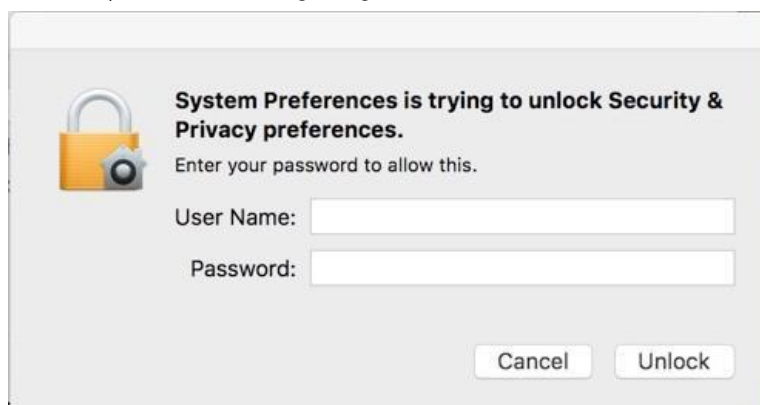 System Preferences is trying to unlock Security &
Privacy preferences.
Enter your password to allow this.
User Name:
Password:
Cancel
Unlock